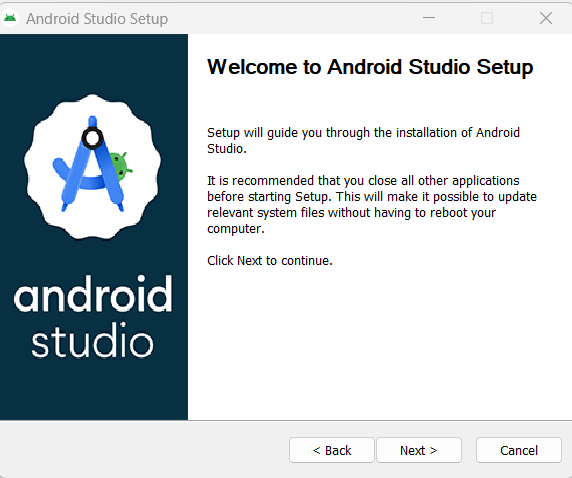 Android Studio Setup
Welcome to Android Studio Setup
Setup will guide you through the installation of Android
Studio.
It is recommended that you close all other applications
before starting Setup. This will make it possible to update
relevant system files without having to reboot your
computer.
Click Next to continue.
android
studio
< Back
Next >
Cancel